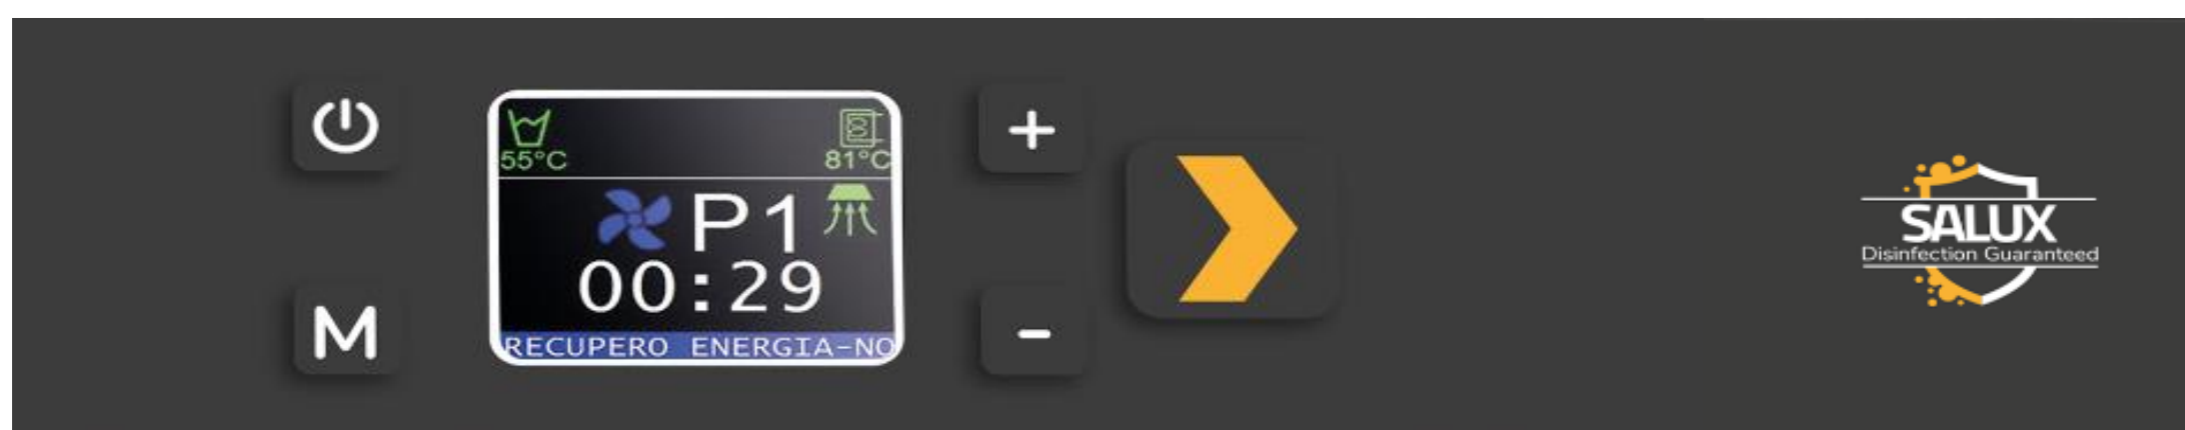 55°C
81°C
P1
00:29
RECUPERO ENERGIA-NO
M
+
-
SALUX
Disinfection Guaranteed